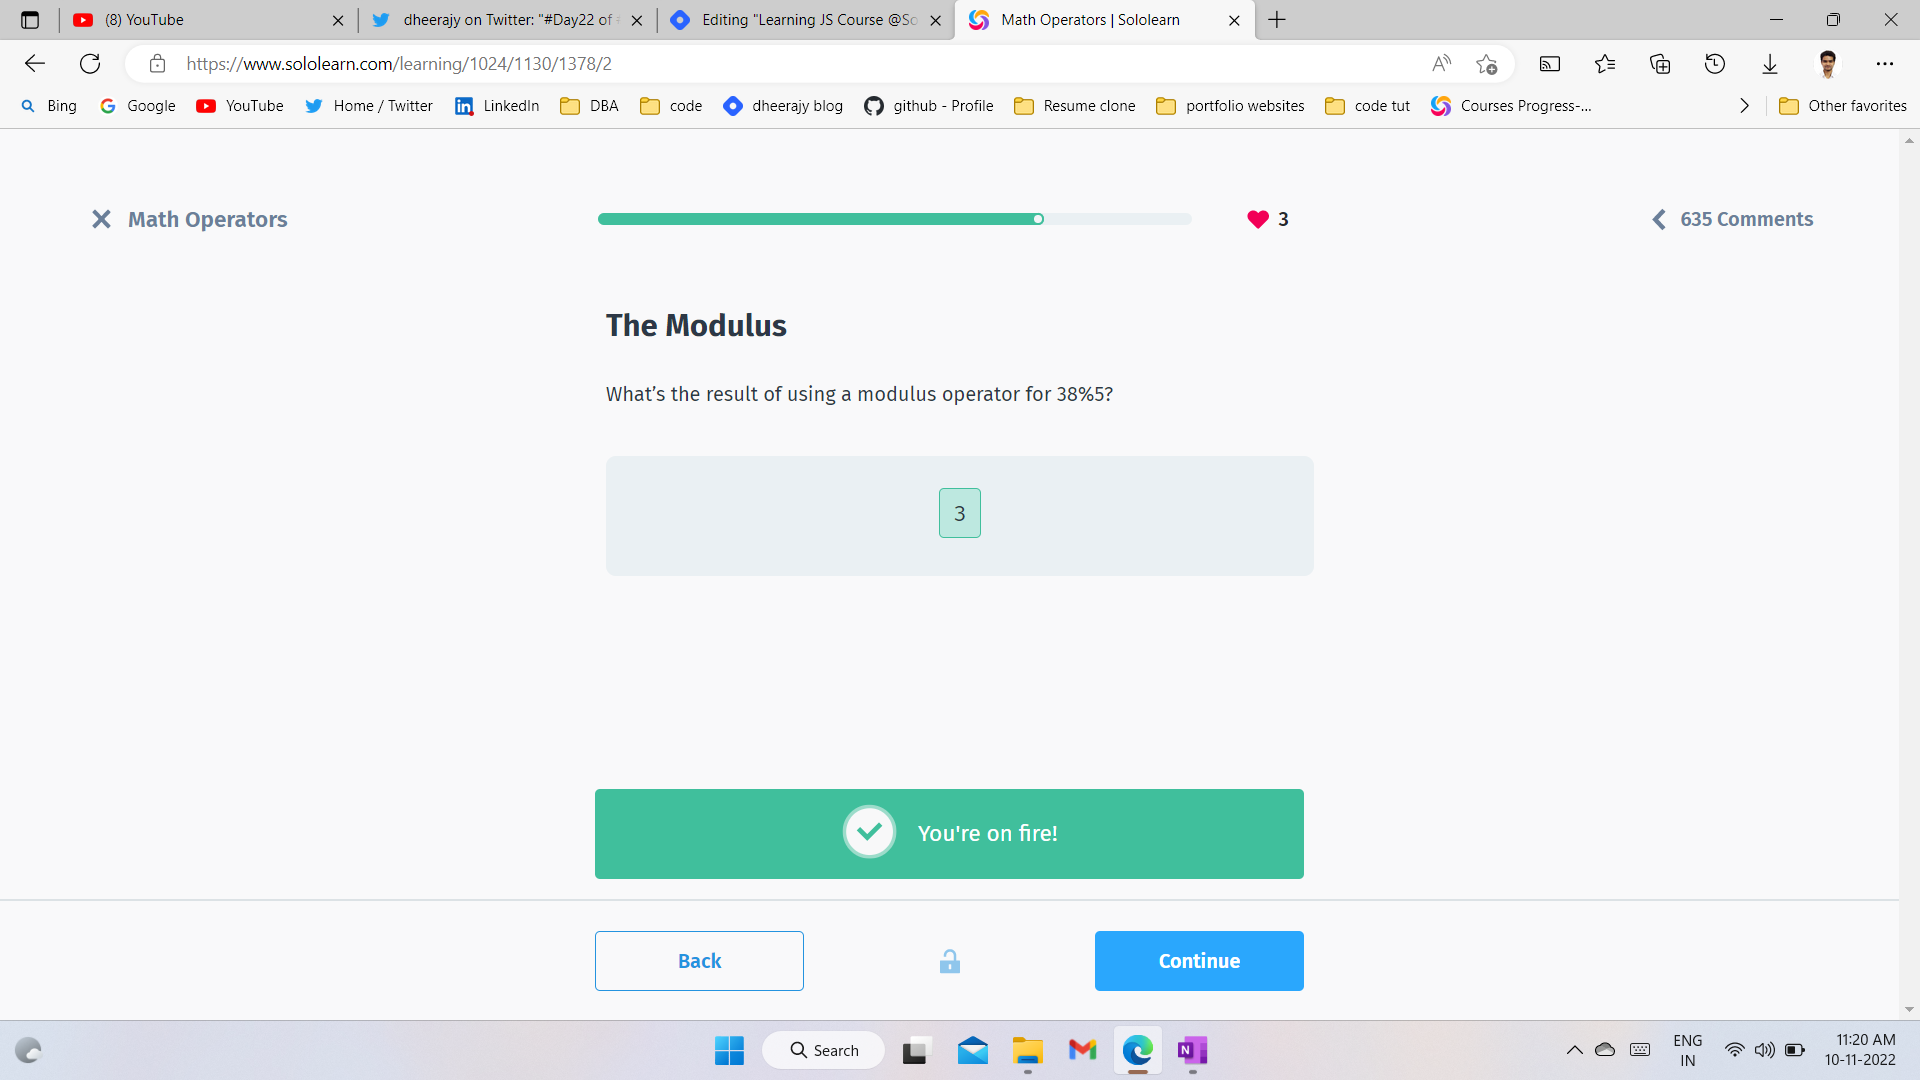 (8) YouTube
dheerajy on Twitter: "#Day22 of #
Editing "Learning JS Course @So
Math Operators | Sololearn
https://www.sololearn.com/learning/1024/1130/1378/2
Bing
Google
YouTube
Home / Twitter
LinkedIn
DBA
code
dheerajy blog
github - Profile
Resume clone
portfolio websites
code tut
Courses Progress-...
Other favorites
Math Operators
3
635 Comments
The Modulus
What’s the result of using a modulus operator for 38%5?
3
You're on fire!
Back
Continue
Search
ENG
IN
11:20 AM
10-11-2022